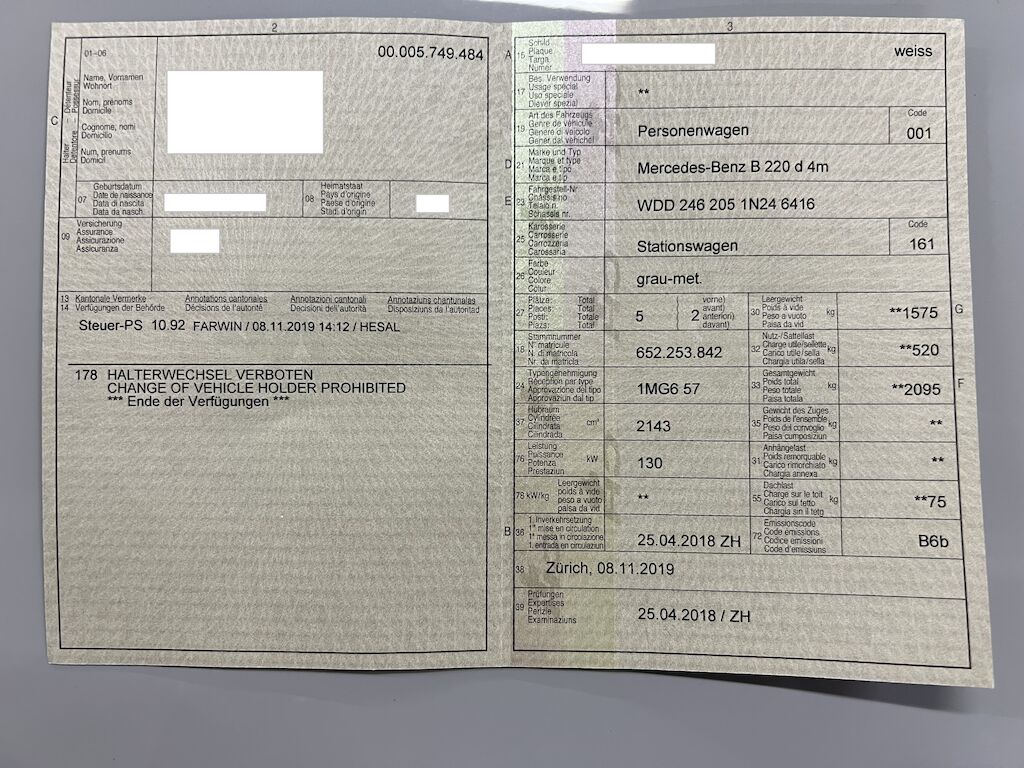 2
01-06
00.005.749.484
C
Halter – Détenteur
Detentore Possessur
Name, Vornamen
Wohnort
Nom, prénoms
Domicile
Cognome, nomi
Domicilio
Num, prenums
Domicil
07
Geburtsdatum
Date de naissance
Data di nascita
Data da nasch.
08
Heimatstaat
Pays d'origine
Paese d'origine
Stadi d'origin
09
Versicherung
Assurance
Assicurazione
Assicuranza
13 Kantonale Vermerke Annotations cantonales Annotazioni cantonali Annotaziuns chantunalas
14 Verfügungen der Behörde Décisions de l'autorité Decisioni dell'autorità Disposiziuns da l'autoritad
Steuer-PS 10.92 FARWIN / 08.11.2019 14:12 / HESAL
178 HALTERWECHSEL VERBOTEN
CHANGE OF VEHICLE HOLDER PROHIBITED
*** Ende der Verfügungen ***
3
A
15
Schild
Plaque
Targa
Numer
weiss
17
Bes. Verwendung
Usage spécial
Uso speciale
Diever spezial
**
19
Art des Fahrzeugs
Genre de véhicule
Genere di veicolo
Gener dal vehichel
Personenwagen
Code
001
D
21
Marke und Typ
Marque et type
Marca e tipo
Marca e tip
Mercedes-Benz B 220 d 4m
E
23
Fahrgestell-Nr
Châssis no
Telaio n.
Schassis nr.
WDD 246 205 1N24 6416
25
Karosserie
Carrosserie
Carrozzeria
Carossaria
Stationswagen
Code
161
26
Farbe
Couleur
Colore
Colur
grau-met.
27
Plätze: Total
Places: Total
Posti: Totale
Plazs: Total
5
2
vorne)
avant)
anteriori)
davant)
30
Leergewicht
Poids à vide
Peso a vuoto
Paisa da vid
kg
**1575
G
18
Stammnummer
N° matricule
N. di matricola
Nr. da matricla
652.253.842
32
Nutz-/Sattellast
Charge utile/sellette
Carico utile/sella
Chargia utila/sella
kg
**520
24
Typengenehmigung
Réception par type
Approvazione del tipo
Approvaziun dal tip
1MG6 57
33
Gesamtgewicht
Poids total
Peso totale
Paisa totala
kg
**2095
F
37
Hubraum
Cylindrée
Cilindrata
Cilindrada
cm³
2143
35
Gewicht des Zuges
Poids de l'ensemble
Peso del convoglio
Paisa cumposiziun
kg
**
76
Leistung
Puissance
Potenza
Prestaziun
kW
130
31
Anhängelast
Poids remorquable
Carico rimorchiato
Chargia annexa
kg
**
78 kW/kg
Leergewicht
poids à vide
peso a vuoto
paisa da vid
**
55
Dachlast
Charge sur le toit
Carico sul tetto
Chargia sin il tetg
kg
**75
B
36
1. Inverkehrsetzung
1re mise en circulation
1a messa in circolazione
1. entrada en circulaziun
25.04.2018 ZH
72
Emissionscode
Code émissions
Codice emissioni
Code d'emissiuns
B6b
38
Zürich, 08.11.2019
39
Prüfungen
Expertises
Perizie
Examinaziuns
25.04.2018 / ZH